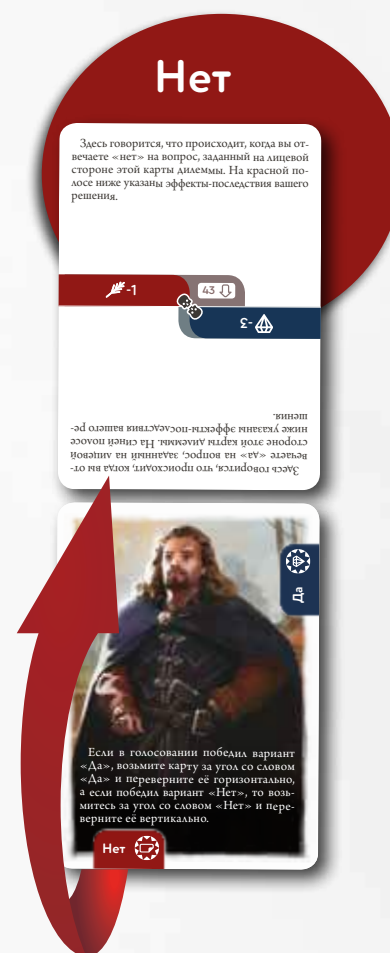 Нет
Здесь говорится, что происходит, когда вы от-
вечаете «нет» на вопрос, заданный на лицевой
стороне этой карты дилеммы. На красной по-
лосе ниже указаны эффекты-последствия вашего
решения.
-1
43
-3
Здесь говорится, что происходит, когда вы от-
вечаете «да» на вопрос, заданный на лицевой
стороне этой карты дилеммы. На синей полосе
ниже указаны эффекты-последствия вашего ре-
шения.
Да
Если в голосовании победил вариант
«Да», возьмите карту за угол со словом
«Да» и переверните её горизонтально,
а если победил вариант «Нет», то возь-
митесь за угол со словом «Нет» и пере-
верните её вертикально.
Нет